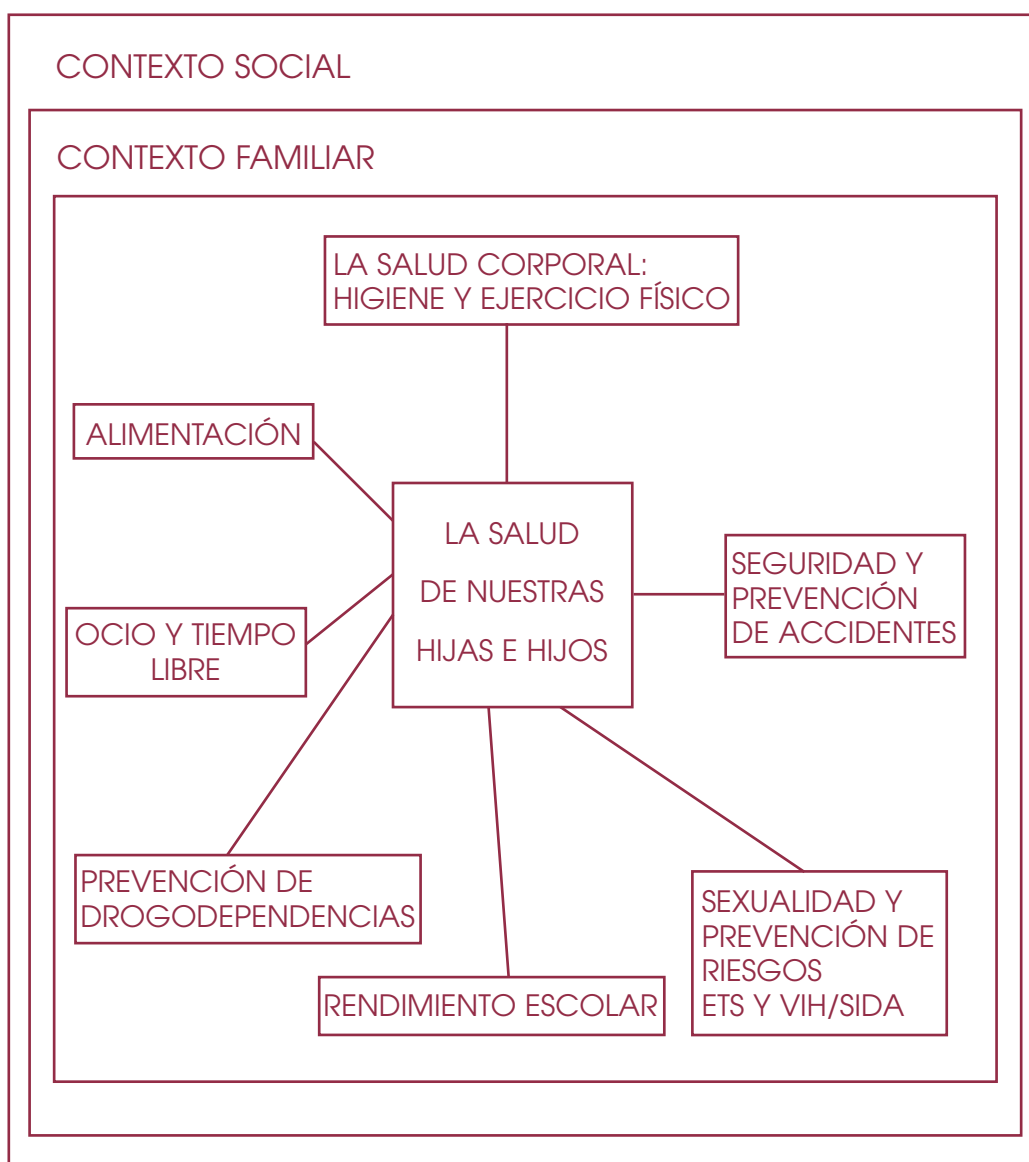 CONTEXTO SOCIAL
CONTEXTO FAMILIAR
LA SALUD CORPORAL:
HIGIENE Y EJERCICIO FÍSICO
ALIMENTACIÓN
LA SALUD
DE NUESTRAS
HIJAS E HIJOS
SEGURIDAD Y
PREVENCIÓN
DE ACCIDENTES
OCIO Y TIEMPO
LIBRE
PREVENCIÓN DE
DROGODEPENDENCIAS
RENDIMIENTO ESCOLAR
SEXUALIDAD Y
PREVENCIÓN DE
RIESGOS
ETS Y VIH/SIDA